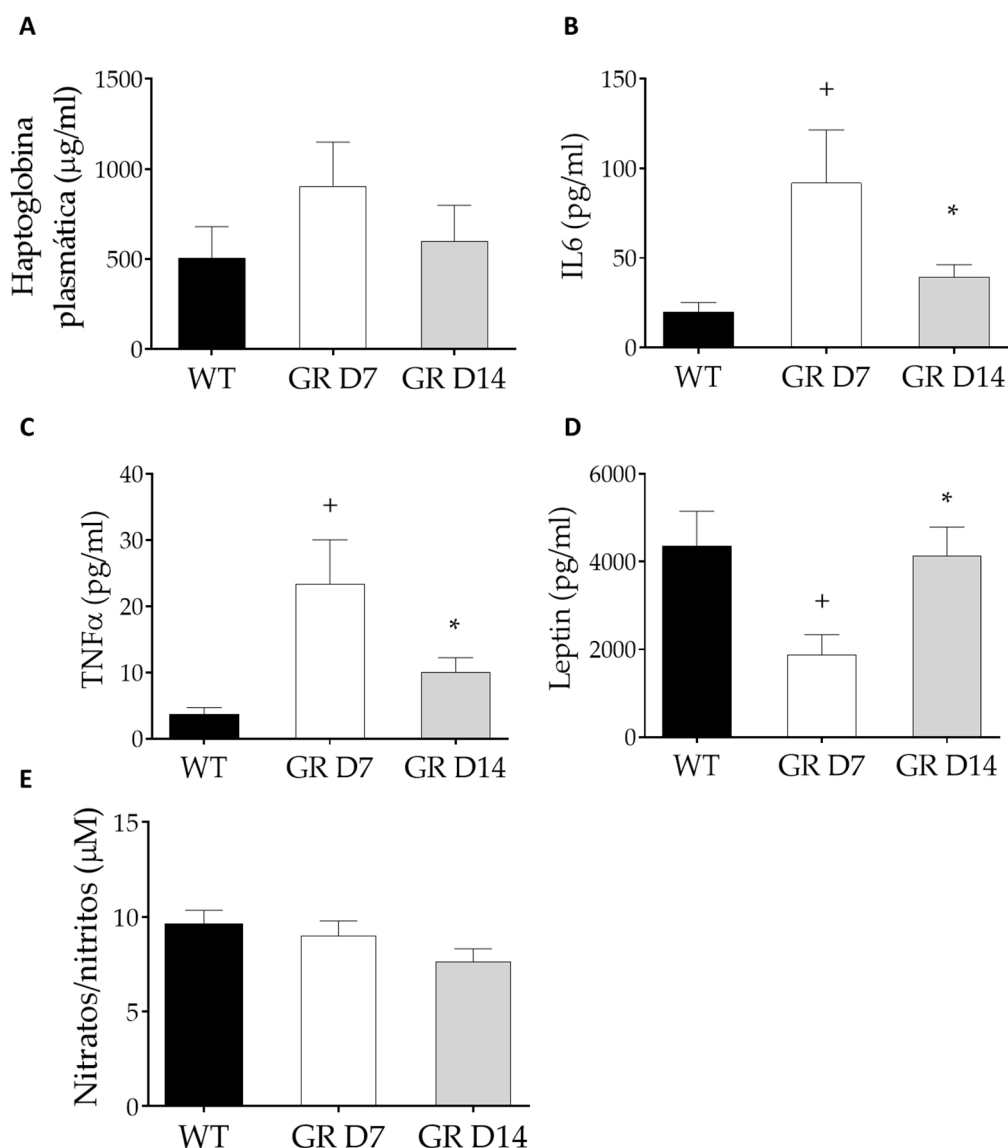 A
Haptoglobina
plasmática (μg/ml)
1500
1000
500
0
WT
GR D7
GR D14
B
IL6 (pg/ml)
150
100
50
0
+
*
WT
GR D7
GR D14
C
TNFα (pg/ml)
40
30
20
10
0
+
*
WT
GR D7
GR D14
D
Leptin (pg/ml)
6000
4000
2000
0
+
*
WT
GR D7
GR D14
E
Nitratos/nitritos (μM)
15
10
5
0
WT
GR D7
GR D14